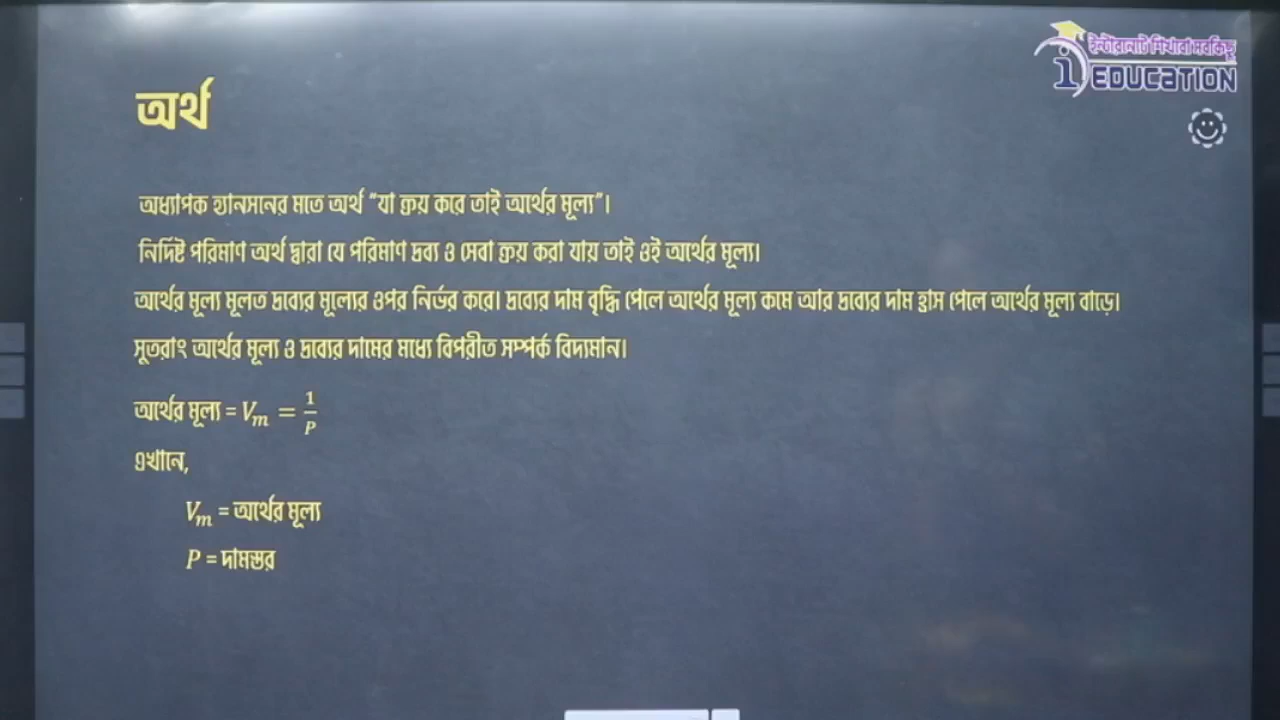 ইন্টারনেটে শিখবো সবকিছু
i EDUCATION
অর্থ
অধ্যাপক হ্যানসনের মতে অর্থ “যা ক্রয় করে তাই অর্থের মূল্য”।
নির্দিষ্ট পরিমাণ অর্থ দ্বারা যে পরিমাণ দ্রব্য ও সেবা ক্রয় করা যায় তাই ওই অর্থের মূল্য।
অর্থের মূল্য মূলত দ্রব্যের মূল্যের ওপর নির্ভর করে। দ্রব্যের দাম বৃদ্ধি পেলে অর্থের মূল্য কমে আর দ্রব্যের দাম হ্রাস পেলে অর্থের মূল্য বাড়ে।
সুতরাং অর্থের মূল্য ও দ্রব্যের দামের মধ্যে বিপরীত সম্পর্ক বিদ্যমান।
অর্থের মূল্য = Vₘ = 1/P
এখানে,
Vₘ = অর্থের মূল্য
P = দামস্তর